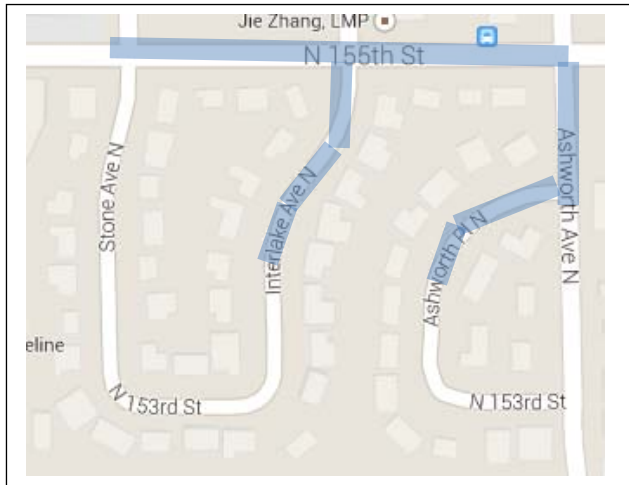 Jie Zhang, LMP
N 155th St
Stone Ave N
Interlake Ave N
Ashworth Pl N
Ashworth Ave N
eline
N 153rd St
N 153rd St